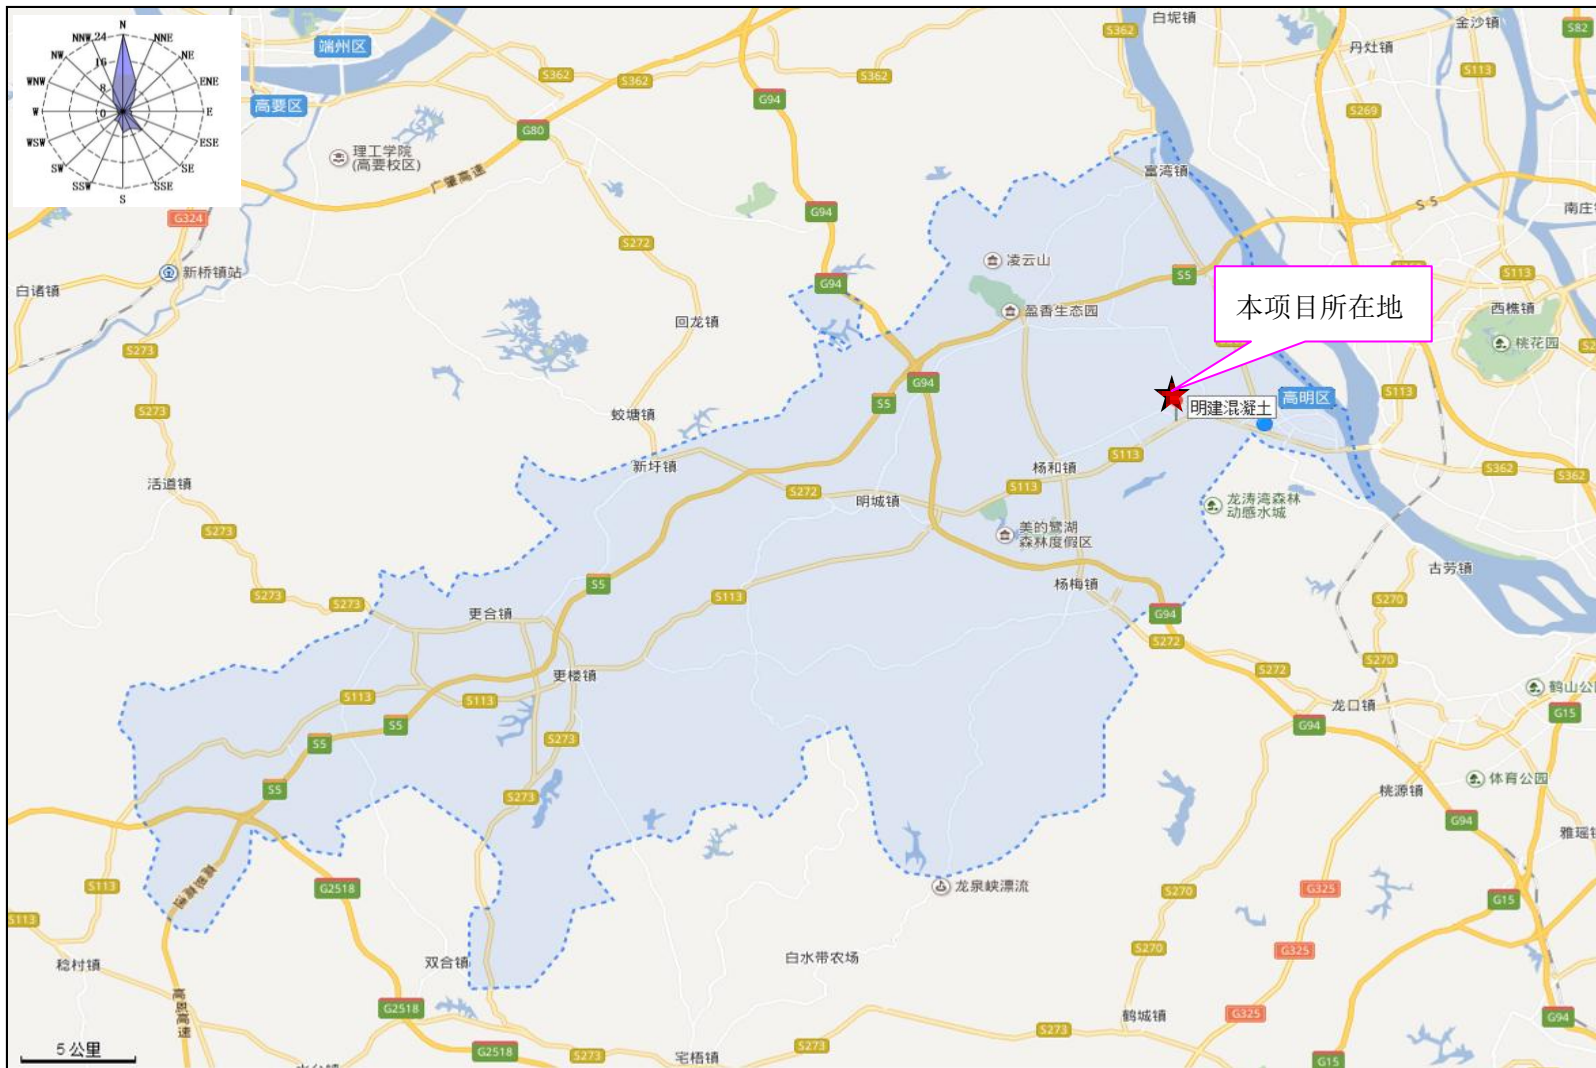 N
NNW
24
NNE
NW
16
NE
WNW
8
ENE
W
0
E
WSW
ESE
SW
SE
SSW
SSE
S
端州区
高要区
G324
理工学院
(高要校区)
广肇高速
G80
S362
S362
S362
G94
S362
白坭镇
金沙镇
S82
丹灶镇
S113
S269
富湾镇
南庄
S5
G94
S272
新桥镇站
白诸镇
凌云山
S5
S113
G94
盈香生态园
本项目所在地
西樵镇
桃花园
回龙镇
S273
G94
S5
S113
高明区
明建混凝土
S273
蛟塘镇
新圩镇
杨和镇
S113
S362
S362
活道镇
S272
明城镇
S113
龙涛湾森林
动感水城
美的鹭湖
森林度假区
S273
古劳镇
S5
杨梅镇
S273
S273
S113
S270
更合镇
G94
S272
S270
S272
更楼镇
鹤山公
S113
S113
龙口镇
G15
S5
G94
S5
S273
S5
体育公园
桃源镇
S273
G94
雅瑶
S113
G2518
龙泉峡漂流
S270
G325
G15
S113
S270
G325
稔村镇
双合镇
白水带农场
G2518
G325
鹤城镇
G94
S273
5公里
G2518
S273
宅梧镇
S273
G15